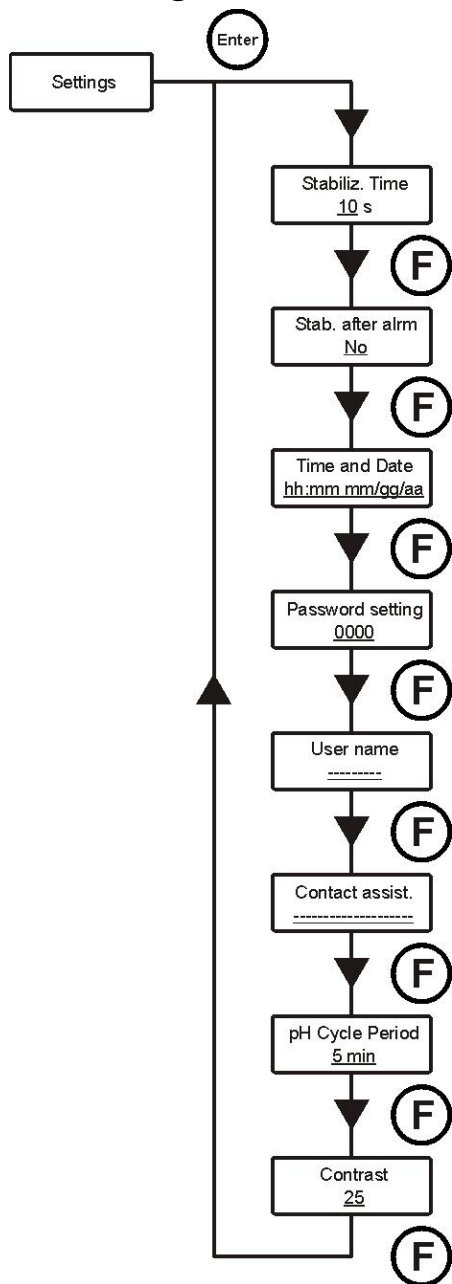 Enter
Settings
Stabiliz. Time
10 s
F
Stab. after alrm
No
F
Time and Date
hh:mm mm/gg/aa
F
Password setting
0000
F
User name
---------
F
Contact assist.
--------------------
F
pH Cycle Period
5 min
F
Contrast
25
F